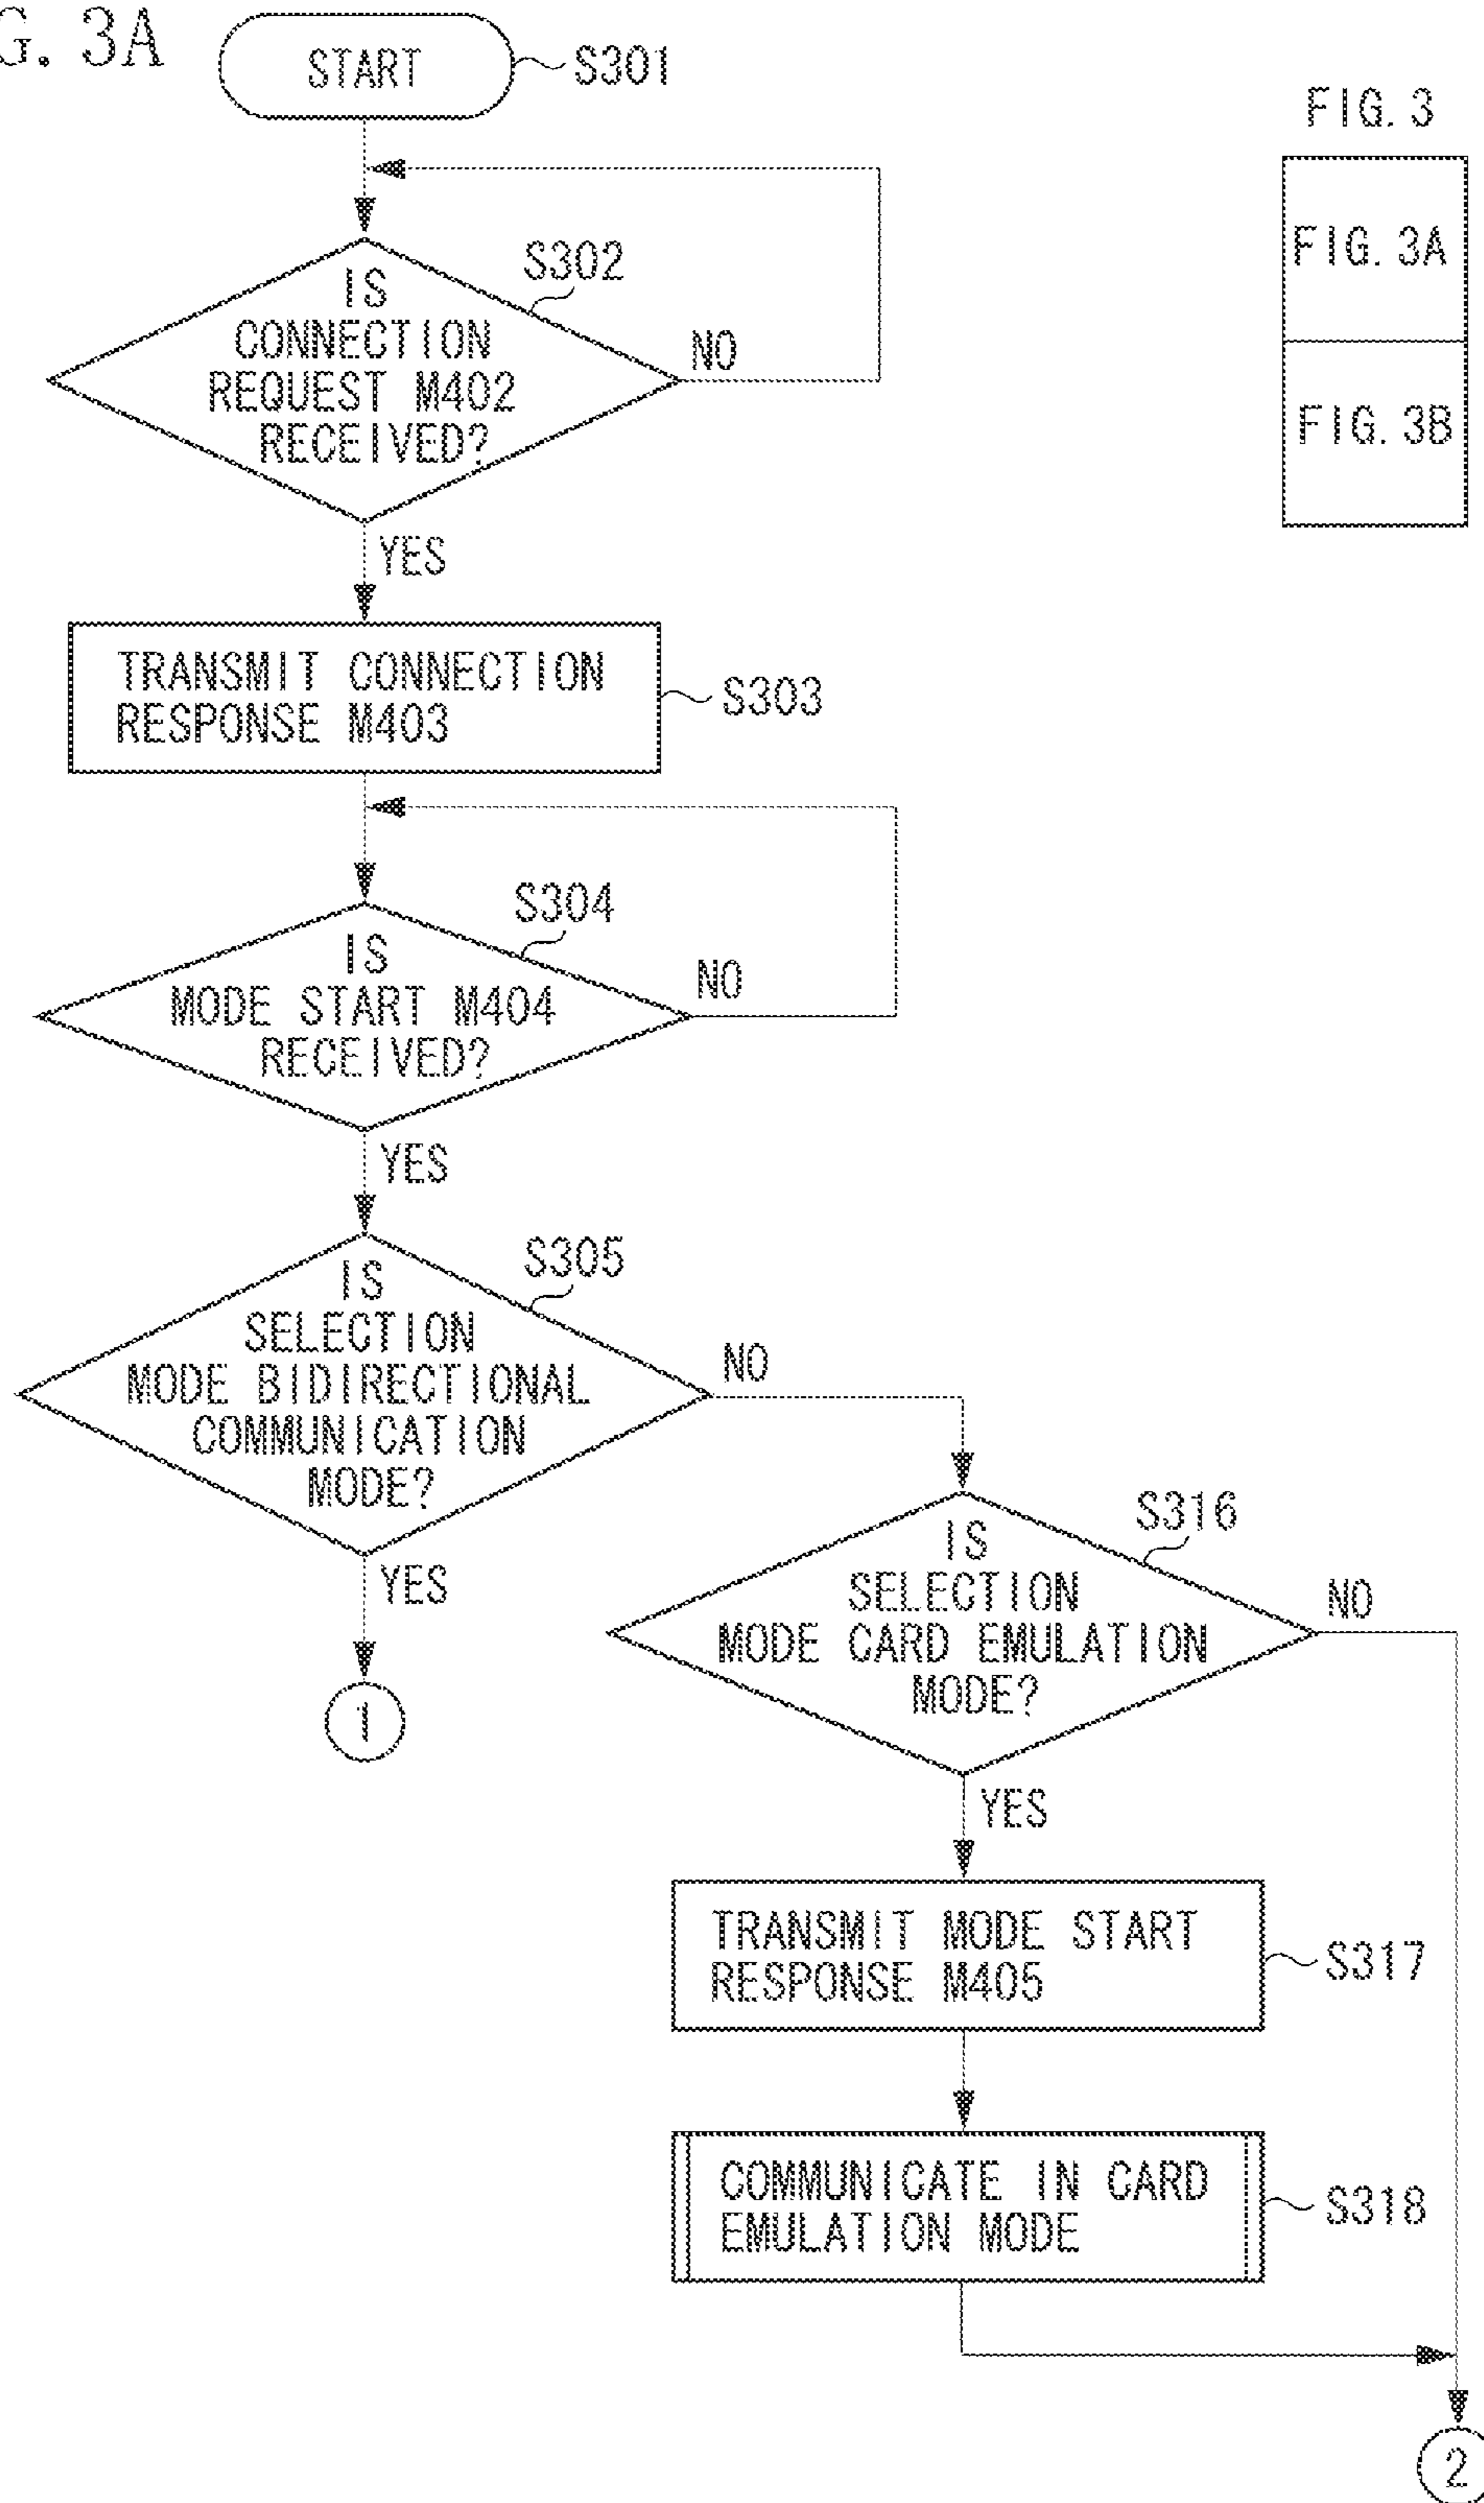 G. 3A
START
S301
FIG. 3
FIG. 3A
FIG. 3B
S302
IS
CONNECTION
REQUEST M402
RECEIVED?
NO
YES
TRANSMIT CONNECTION
RESPONSE M403
S303
S304
IS
MODE START M404
RECEIVED?
NO
YES
S305
IS
SELECTION
MODE BIDIRECTIONAL
COMMUNICATION
MODE?
NO
YES
1
S316
IS
SELECTION
MODE CARD EMULATION
MODE?
NO
YES
TRANSMIT MODE START
RESPONSE M405
S317
COMMUNICATE IN CARD
EMULATION MODE
S318
2